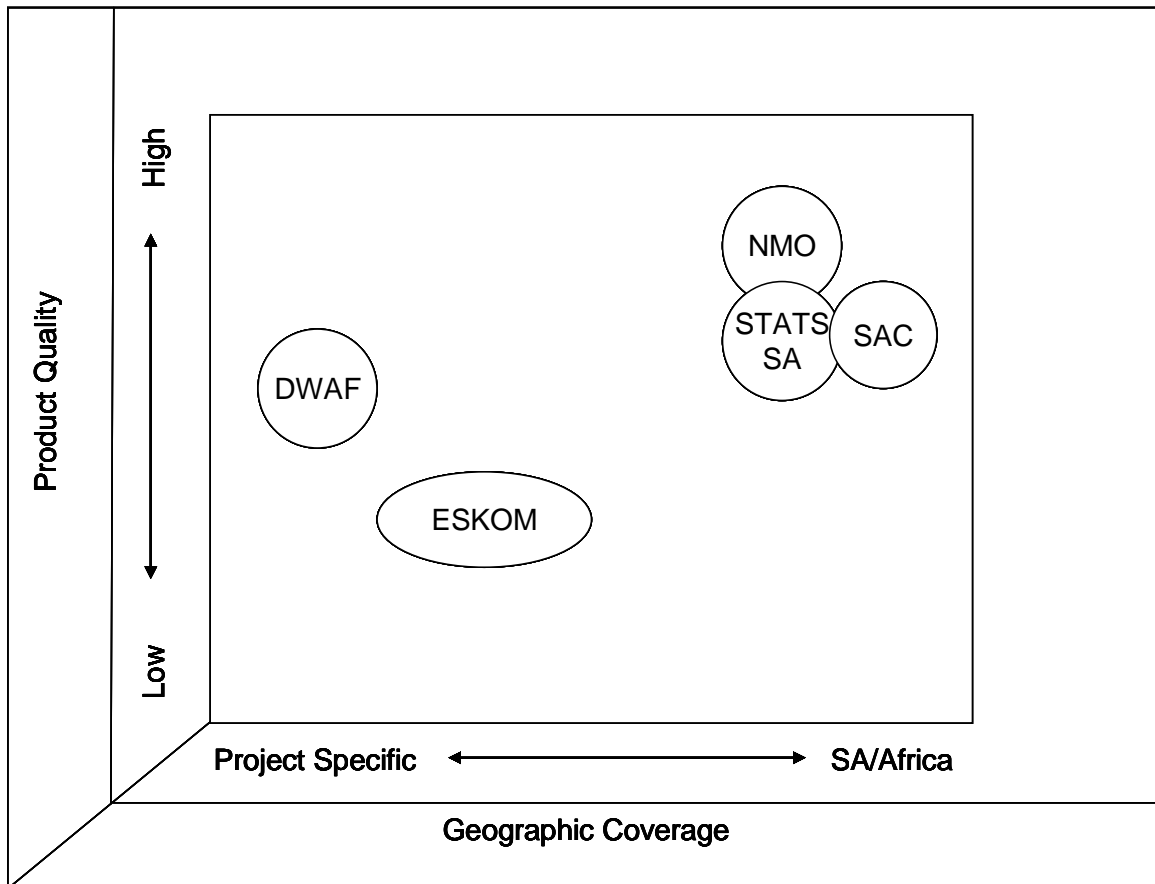 Product Quality
High
Low
NMO
STATS
SA
SAC
DWAF
ESKOM
Project Specific
SA/Africa
Geographic Coverage